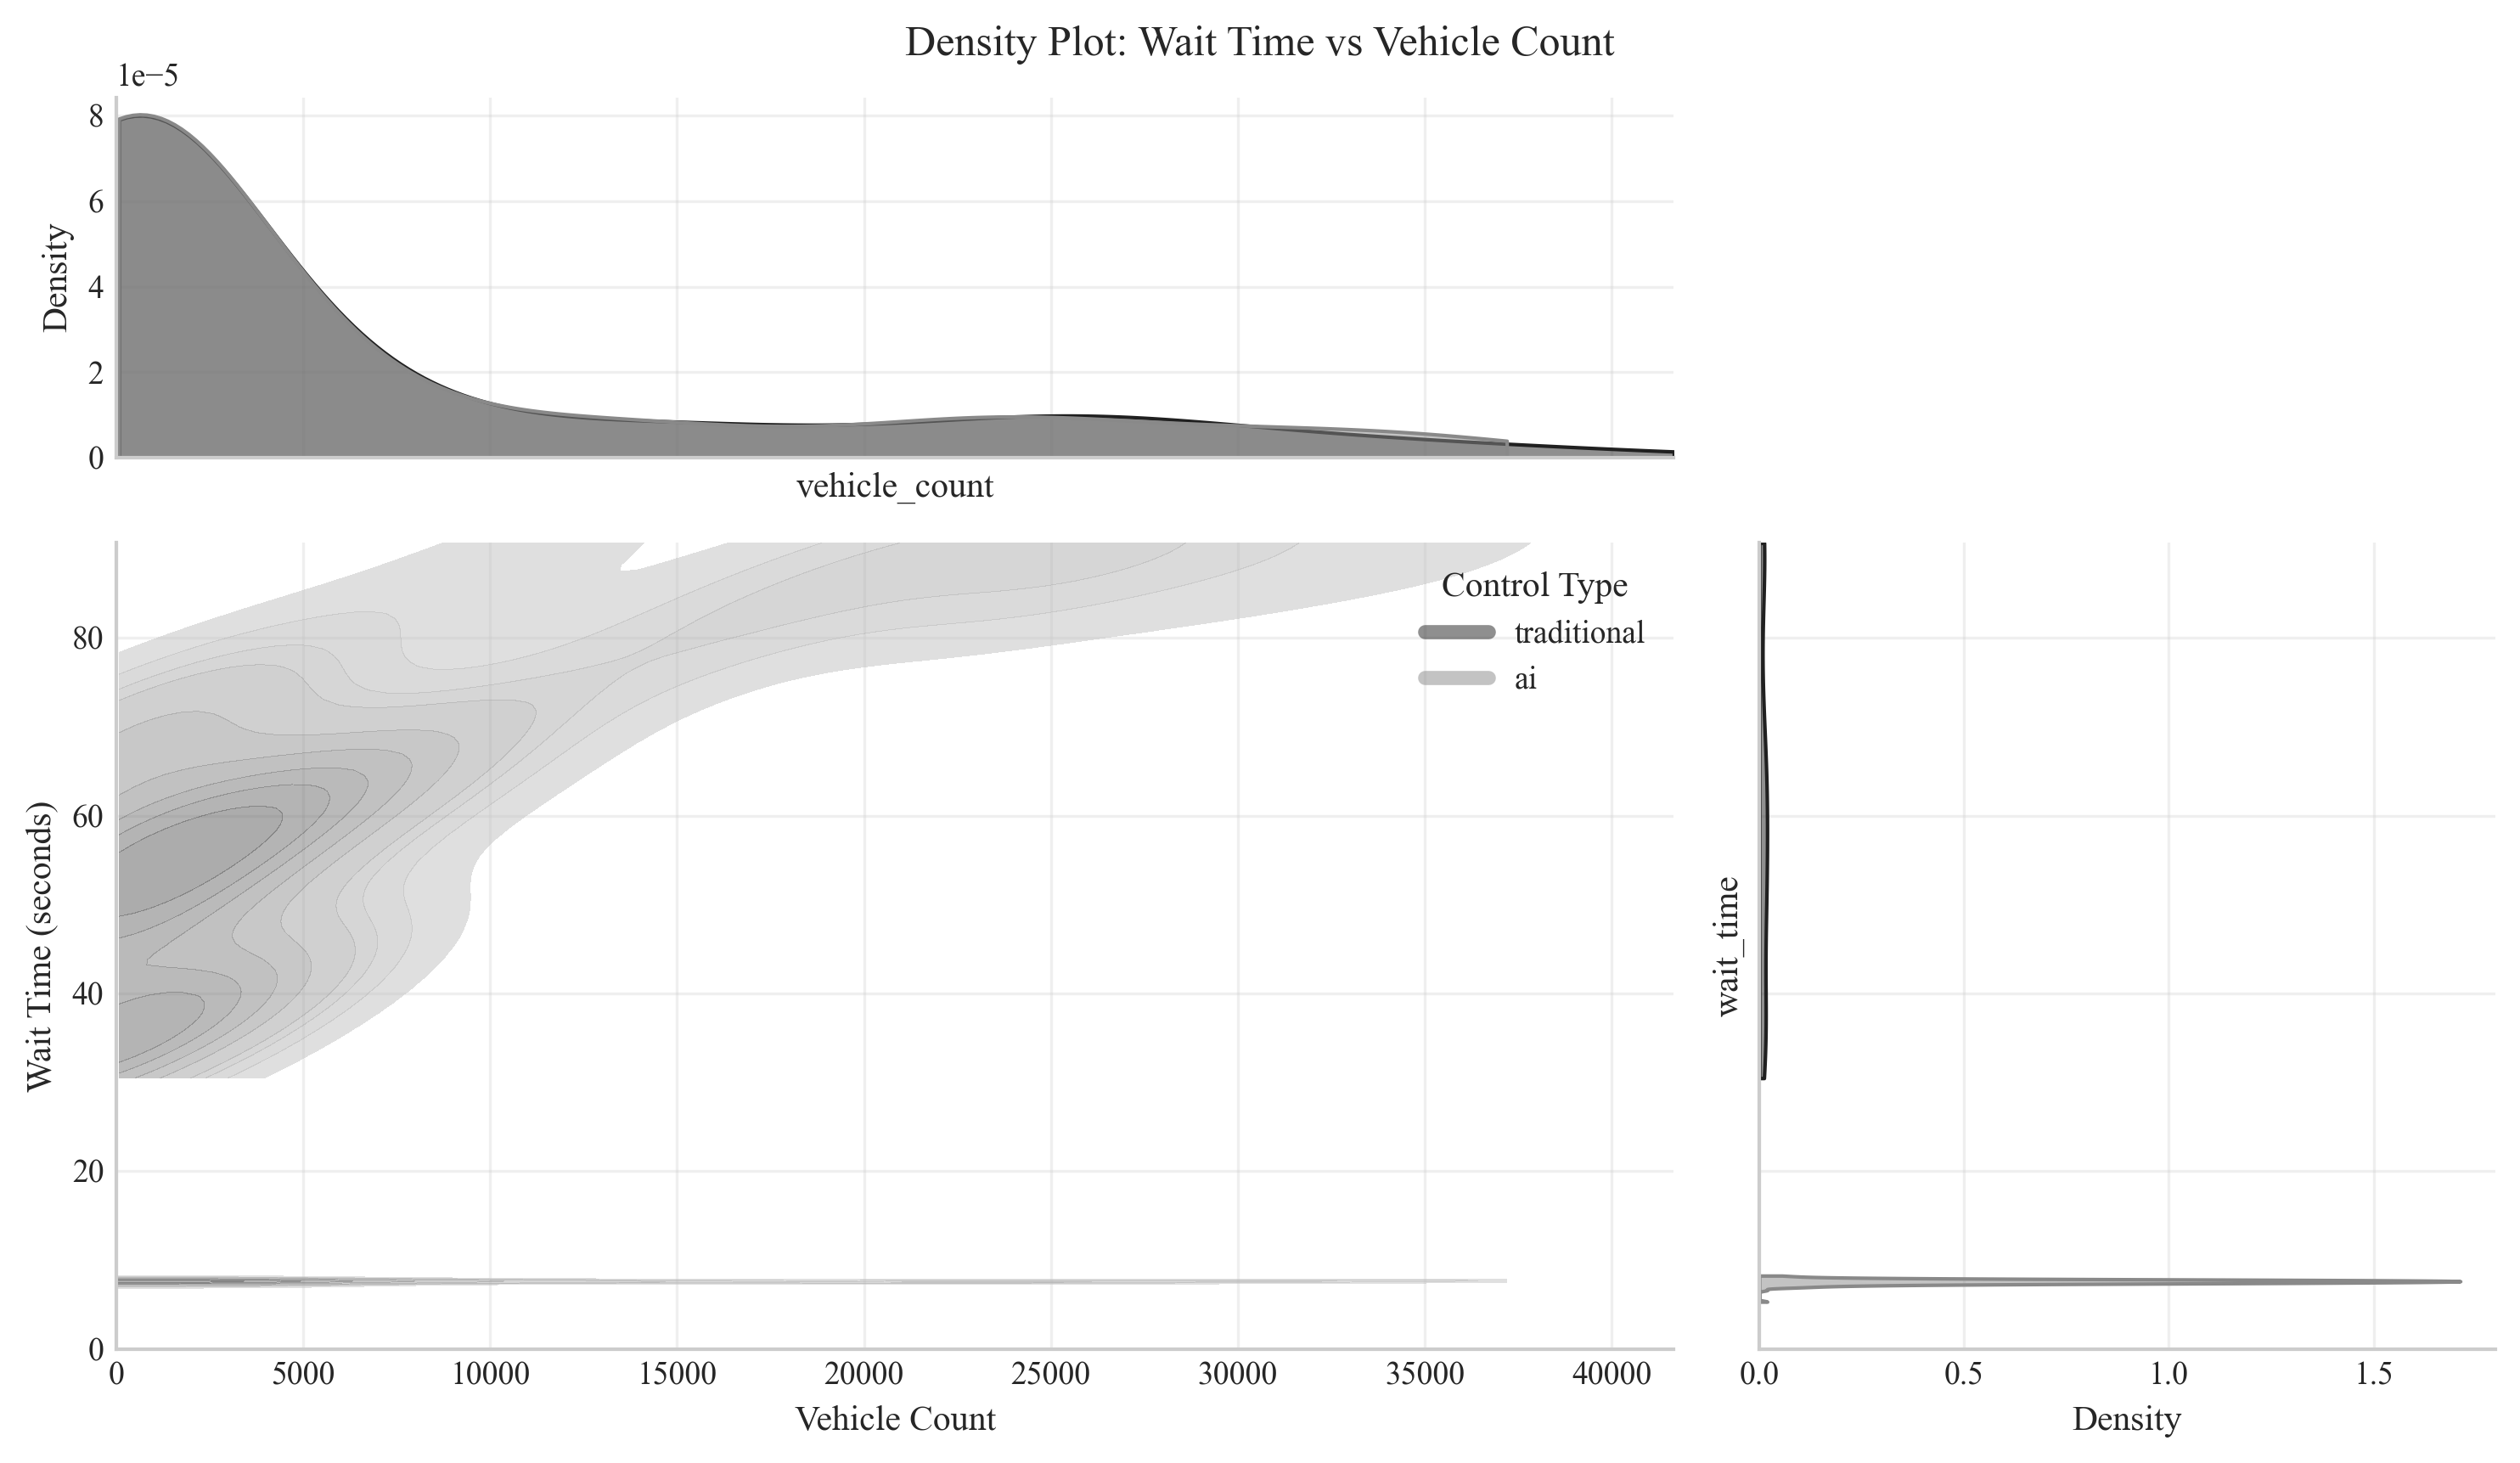 Density Plot: Wait Time vs Vehicle Count
1e−5
8
6
4
2
0
Density
vehicle_count
Control Type
traditional
ai
80
60
40
20
0
Wait Time (seconds)
0 5000 10000 15000 20000 25000 30000 35000 40000
Vehicle Count
wait_time
0.0 0.5 1.0 1.5
Density